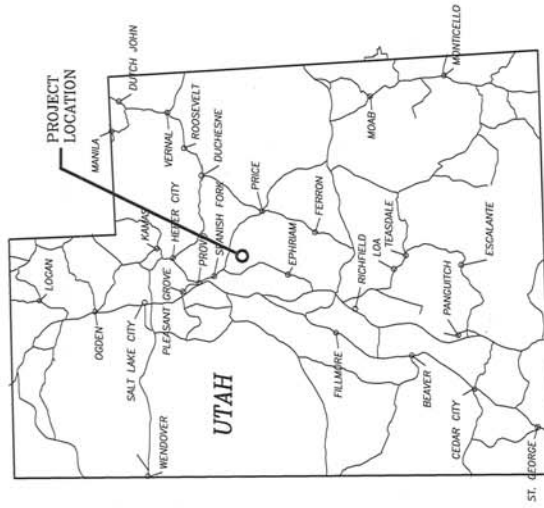 PROJECT
LOCATION
LOGAN
OGDEN
SALT LAKE CITY
WENDOVER
UTAH
PLEASANT GROVE
KAMAS
HEBER CITY
PROVO
SPANISH FORK
MANILA
DUTCH JOHN
VERNAL
ROOSEVELT
DUCHESNE
PRICE
EPHRIAM
FERRON
FILLMORE
RICHFIELD
LOA
TEASDALE
MOAB
MONTICELLO
BEAVER
PANGUITCH
ESCALANTE
CEDAR CITY
ST. GEORGE